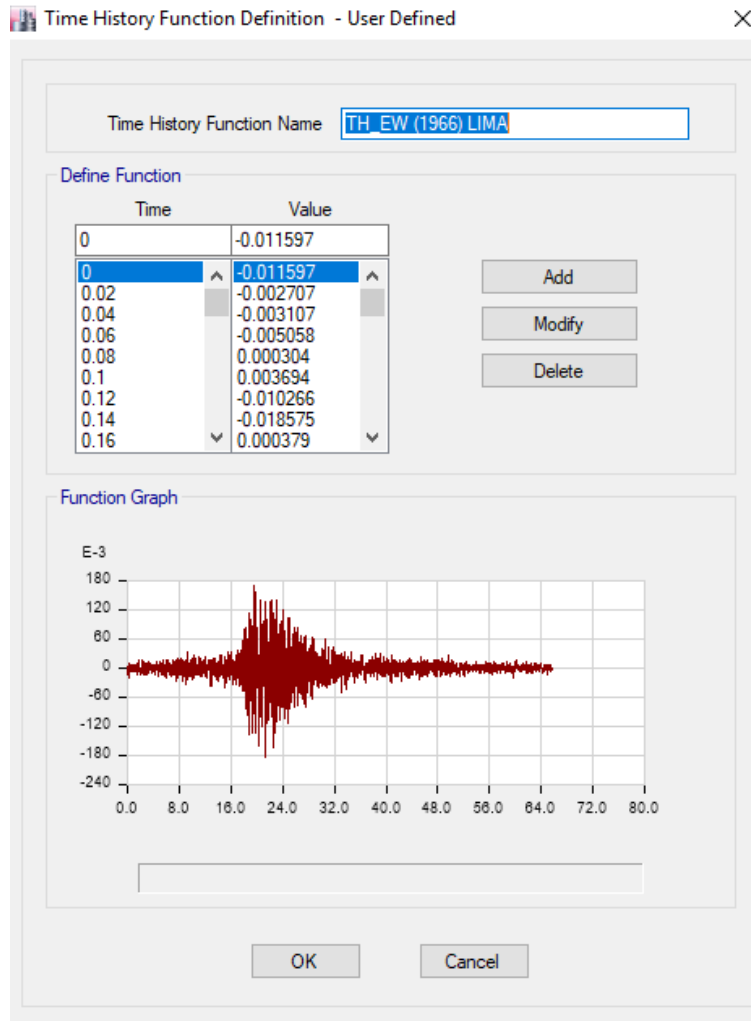 Time History Function Definition - User Defined
Time History Function Name TH_EW (1966) LIMA
Define Function
Time Value
0 -0.011597
0 -0.011597
0.02 -0.002707
0.04 -0.003107
0.06 -0.005058
0.08 0.000304
0.1 0.003694
0.12 -0.010266
0.14 -0.018575
0.16 0.000379
Add
Modify
Delete
Function Graph
E-3
180
120
60
0
-60
-120
-180
-240
0.0 8.0 16.0 24.0 32.0 40.0 48.0 56.0 64.0 72.0 80.0
OK Cancel